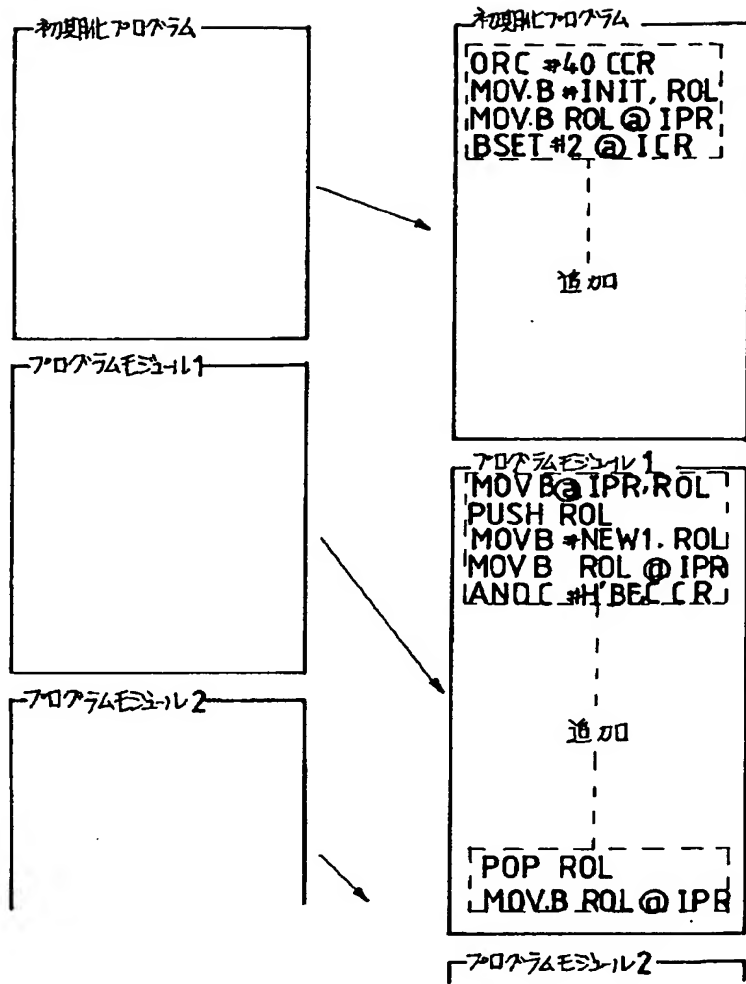 初期化プログラム
プログラムモジュール1
プログラムモジュール2
初期化プログラム
ORC #40 CCR
MOV.B #INIT, ROL
MOV.B ROL @ IPR
BSET #2 @ ICR
追加
プログラムモジュール1
MOV B@ IPR, ROL
PUSH ROL
MOVB #NEW1. ROL
MOV B ROL @ IPR
ANDC #H'BE.CCR
追加
POP ROL
MOV.B ROL @ IPR
プログラムモジュール2